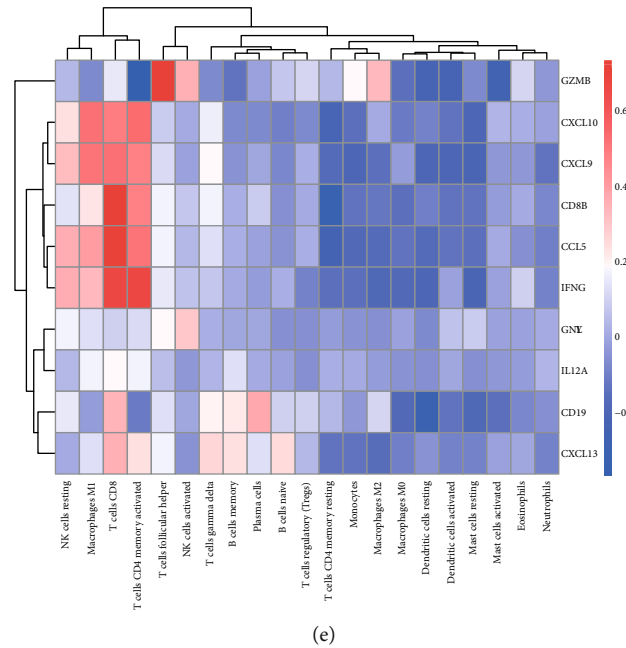 GZMB
CXCL10
CXCL9
CD8B
CCL5
IFNG
IL12A
CD19
CXCL13
0.6
0.4
0.2
0
NK cells resting
Macrophages M1
T cells CD8
T cells CD4 memory activated
T cells follicular helper
NK cells activated
T cells gamma delta
B cells memory
Plasma cells
B cells naive
T cells regulatory (Tregs)
T cells CD4 memory resting
Monocytes
Macrophages M2
Macrophages M0
Dendritic cells resting
Dendritic cells activated
Mast cells resting
Mast cells activated
Eosinophils
Neutrophils
(e)